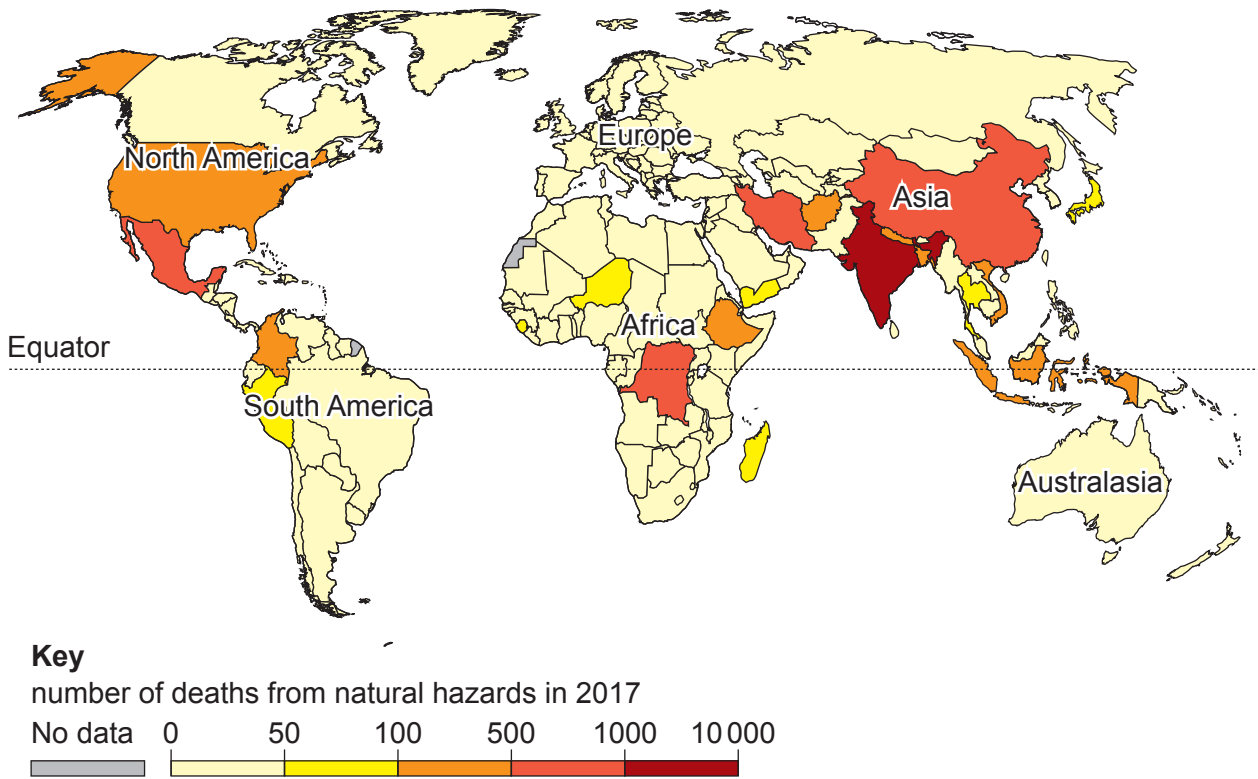 North America
Europe
Asia
Africa
Equator
South America
Australasia
Key
number of deaths from natural hazards in 2017
No data 0 50 100 500 1000 10 000